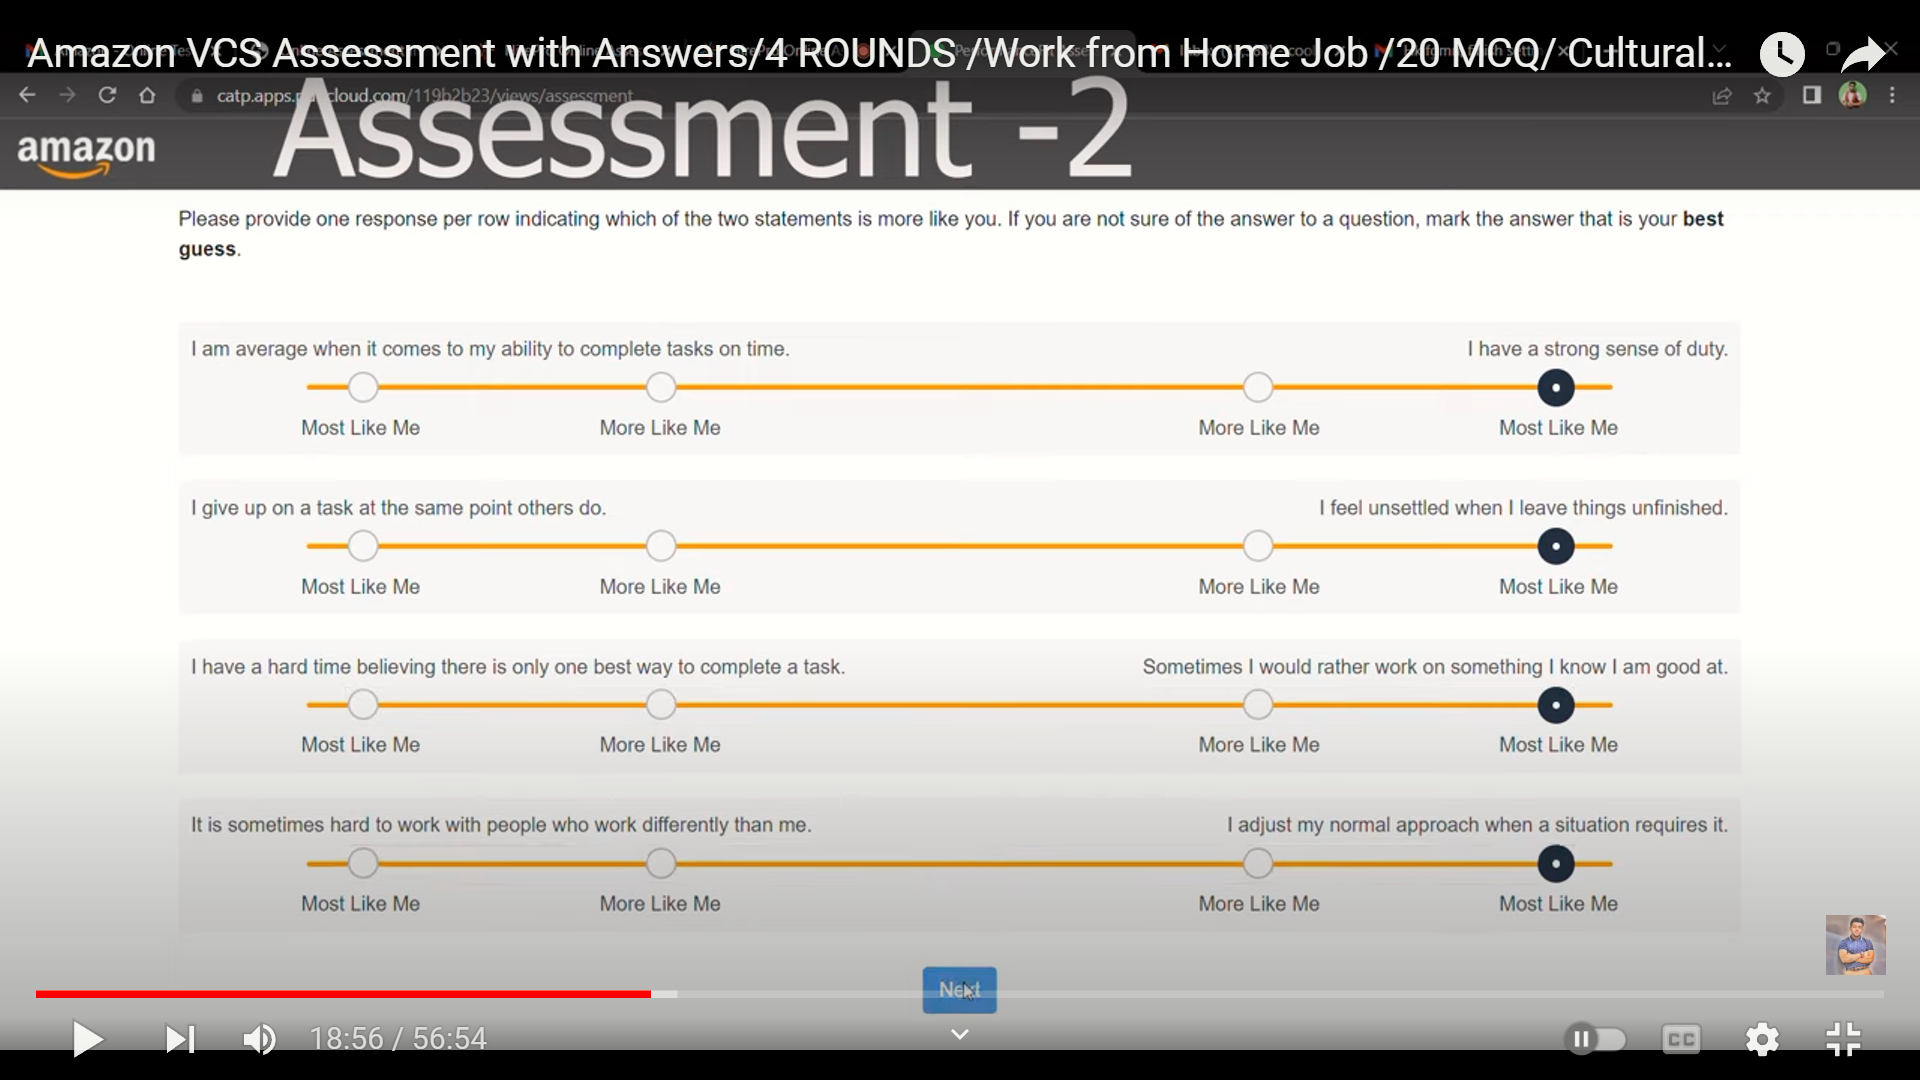 Amazon VCS Assessment with Answers/4 ROUNDS /Work from Home Job /20 MCQ/ Cultural...
catp.apps. cloud.com/119b2b23/views/assessment
amazon
Assessment -2
Please provide one response per row indicating which of the two statements is more like you. If you are not sure of the answer to a question, mark the answer that is your best
guess.
I am average when it comes to my ability to complete tasks on time. I have a strong sense of duty.
Most Like Me More Like Me More Like Me Most Like Me
I give up on a task at the same point others do. I feel unsettled when I leave things unfinished.
Most Like Me More Like Me More Like Me Most Like Me
I have a hard time believing there is only one best way to complete a task. Sometimes I would rather work on something I know I am good at.
Most Like Me More Like Me More Like Me Most Like Me
It is sometimes hard to work with people who work differently than me. I adjust my normal approach when a situation requires it.
Most Like Me More Like Me More Like Me Most Like Me
Next
18:56 / 56:54
CC